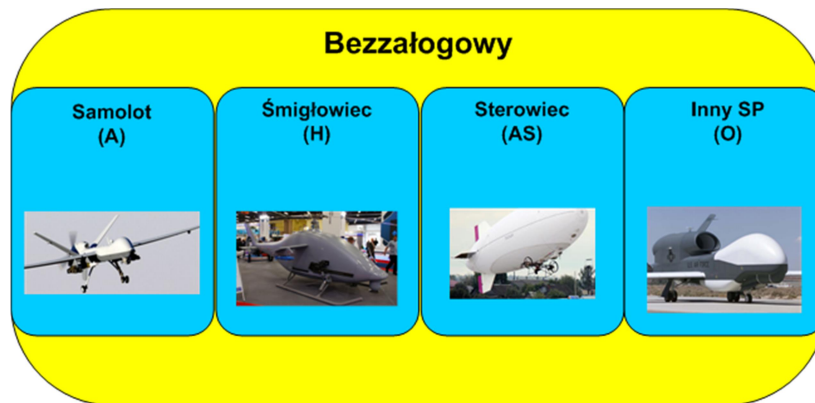 Bezzałogowy
Samolot
(A)
Śmigłowiec
(H)
Sterowiec
(AS)
Inny SP
(O)